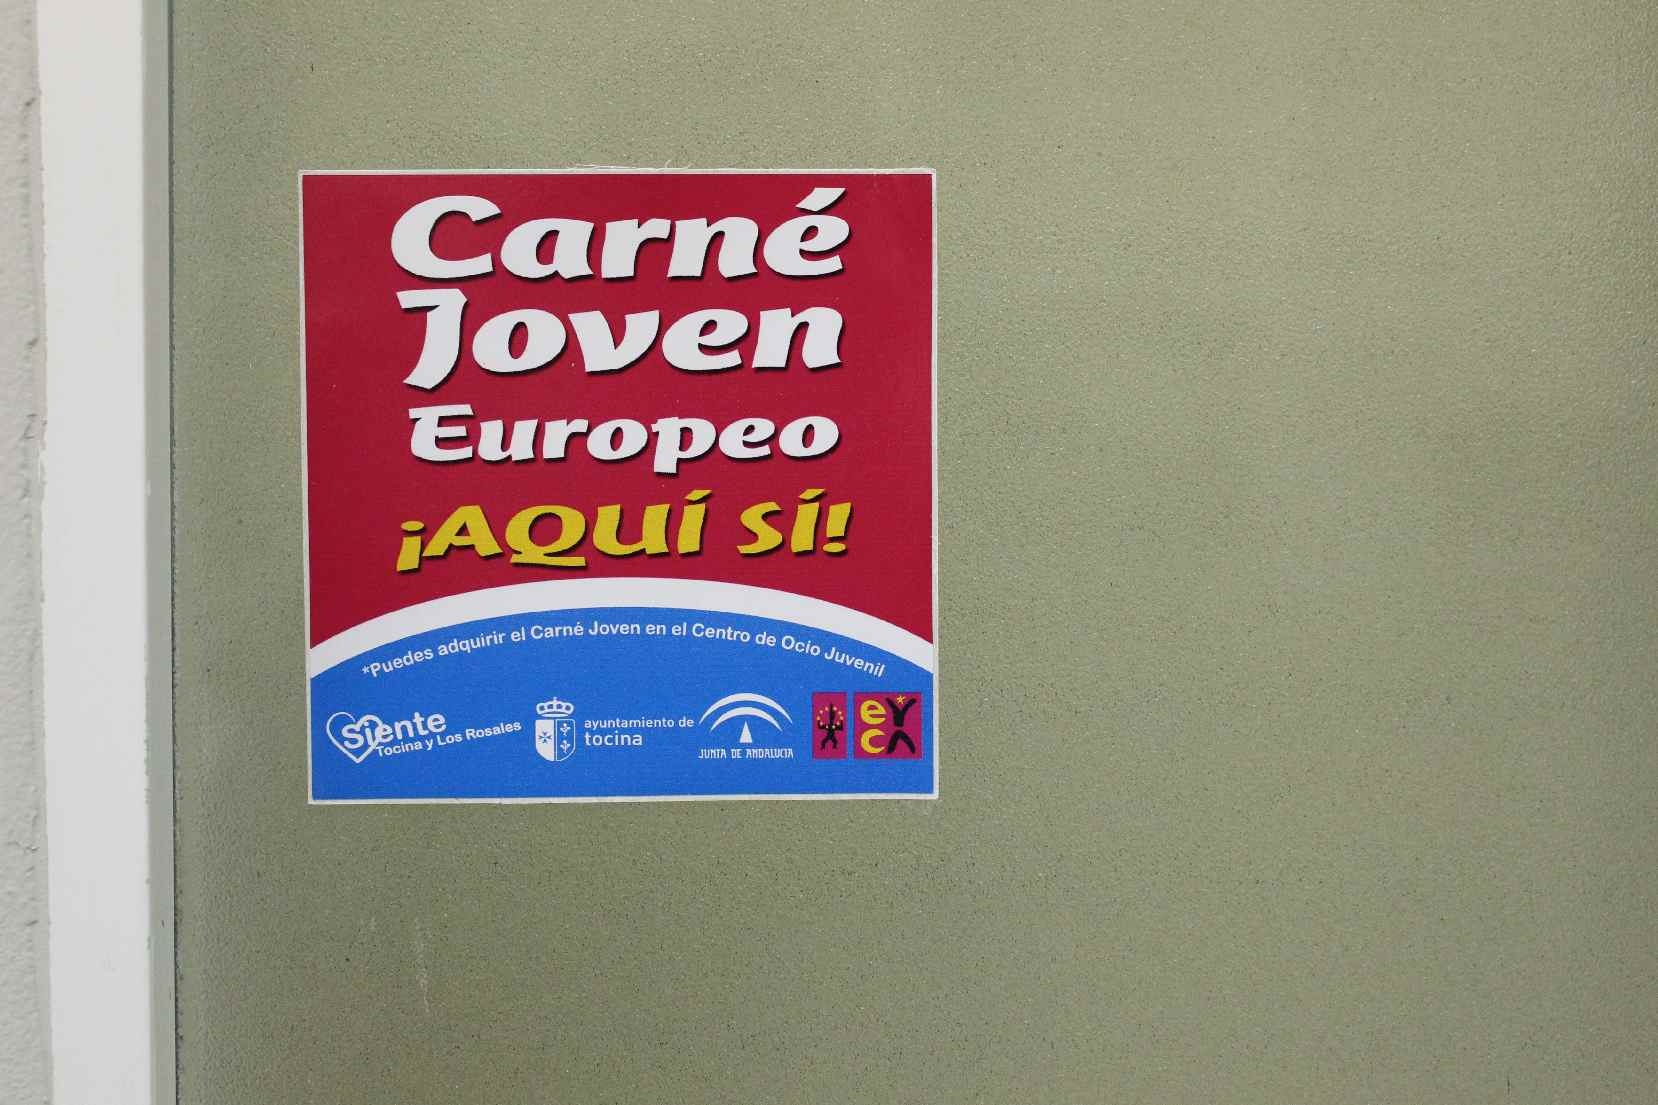 Carné
Joven
Europeo
¡AQUÍ SÍ!
*Puedes adquirir el Carné Joven en el Centro de Ocio Juvenil
Siente
Tocina y Los Rosales
ayuntamiento de
tocina
JUNTA DE ANDALUCIA
eyca